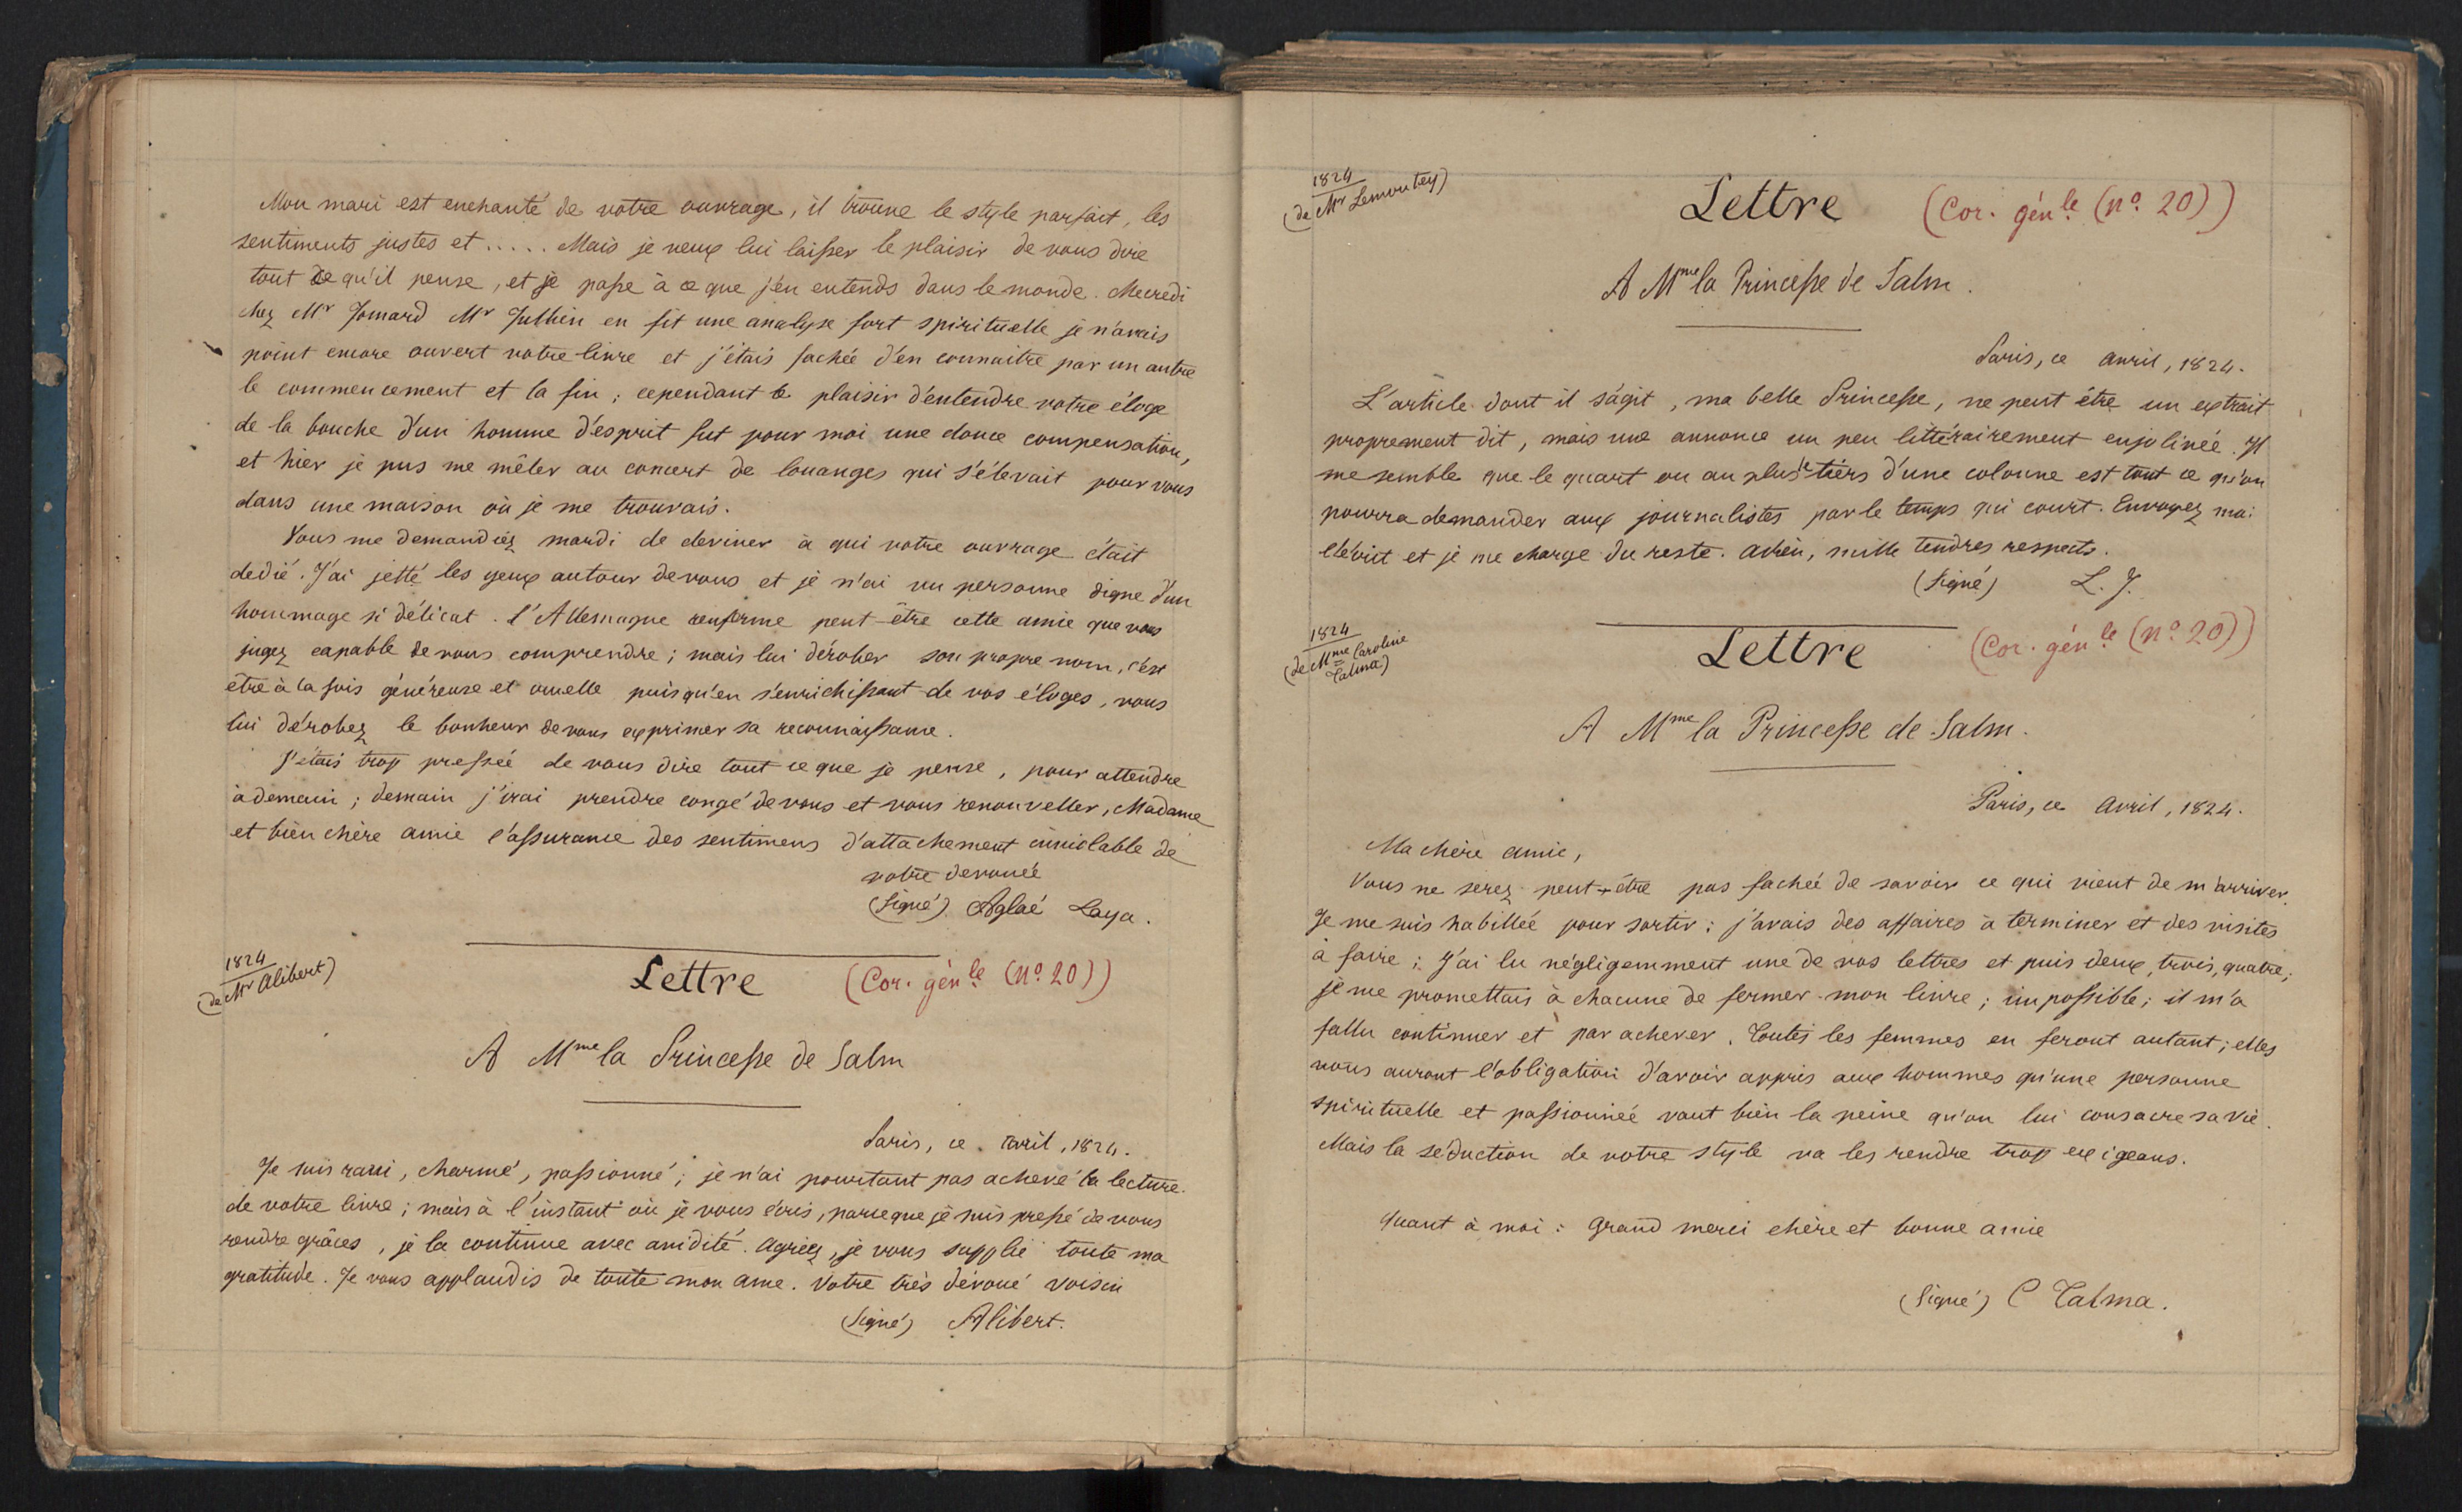 Mon mari est enchanté de votre ouvrage, il trouve le style parfait, les
sentiments justes et ..... Mais je veux lui laisser le plaisir de vous dire
tout ce qu'il pense, et je passe à ce que j'en entends dans le monde. Mecredi
chez Mr Jomard Mr Jullien en fit une analyse fort spirituelle je n'avais
point encore ouvert votre livre et j'étais fachée d'en connaitre par un autre
le commencement et la fin; cependant le plaisir d'entendre votre éloge
de la bouche d'un homme d'esprit fut pour moi une douce compensation,
et hier je pus me mêler au concert de louanges qui s'élevait pour vous
dans une maison où je me trouvais.
Vous me demandiez mardi de deviner à qui votre ouvrage était
dedié. J'ai jetté les yeux autour de vous et je n'ai vu personne digne d'un
hommage si délicat. L'Allemagne renferme peut-être cette amie que vous
jugez capable de vous comprendre; mais lui dérober son propre nom, c'est
etre à la fois généreuse et cruelle puisqu'en s'enrichissant de vos éloges, vous
lui dérobez le bonheur de vous exprimer sa reconnaissance.
J'étais trop pressée de vous dire tout ce que je pense, pour attendre
à demain; demain j'irai prendre congé de vous et vous renouveller, Madame
et bien chère amie l'assurance des sentimens d'attachement inviolable de
votre devouée
(Signé) Aglaé Laya.
1824
(de Mr Alibert)
Lettre (Cor. génle (no. 20))
A Mme la Princesse de Salm
Paris, ce avril, 1824.
Je suis ravi, charmé, passionné; je n'ai pourtant pas achevé la lecture
de votre livre; mais à l'instant où je vous écris, parceque je suis pressé de vous
rendre grâces, je la continue avec avidité. Agréez, je vous supplie toute ma
gratitude. Je vous applaudis de toute mon ame. Votre très dévoué voisin
(Signé) Alibert.
1824
(de Mr Lemontey)
Lettre (Cor. génle (no. 20))
A Mme la Princesse de Salm.
Paris, ce avril, 1824.
L'article dont il s'agit, ma belle Princesse, ne peut être un extrait
proprement dit, mais une annonce un peu littérairement enjolivée. Il
me semble que le quart ou au plus le tiers d'une colonne est tout ce qu'on
pourra demander aux journalistes par le temps qui court. Envoyez moi
cela et je me charge du reste. Adieu, mille tendres respects.
(Signé) L. J.
1824
(de Mme Caroline
Talma)
Lettre (Cor. génle (no. 20))
A Mme la Princesse de Salm.
Paris, ce avril, 1824.
Ma chère amie,
Vous ne serez peut-être pas fachée de savoir ce qui vient de m'arriver.
Je me suis habillée pour sortir: j'avais des affaires à terminer et des visites
à faire; j'ai lu négligemment une de vos lettres et puis deux, trois, quatre;
je me promettais à chacune de fermer mon livre; impossible; il m'a
fallu continuer et par achever. Toutes les femmes en feront autant; elles
vous auront l'obligation d'avoir appris aux hommes qu'une personne
spirituelle et passionnée vaut bien la peine qu'on lui consacre sa vie.
Mais la séduction de votre style va les rendre trop exigeans.
Quant à moi: grand merci chère et bonne amie
(Signé) C Talma.